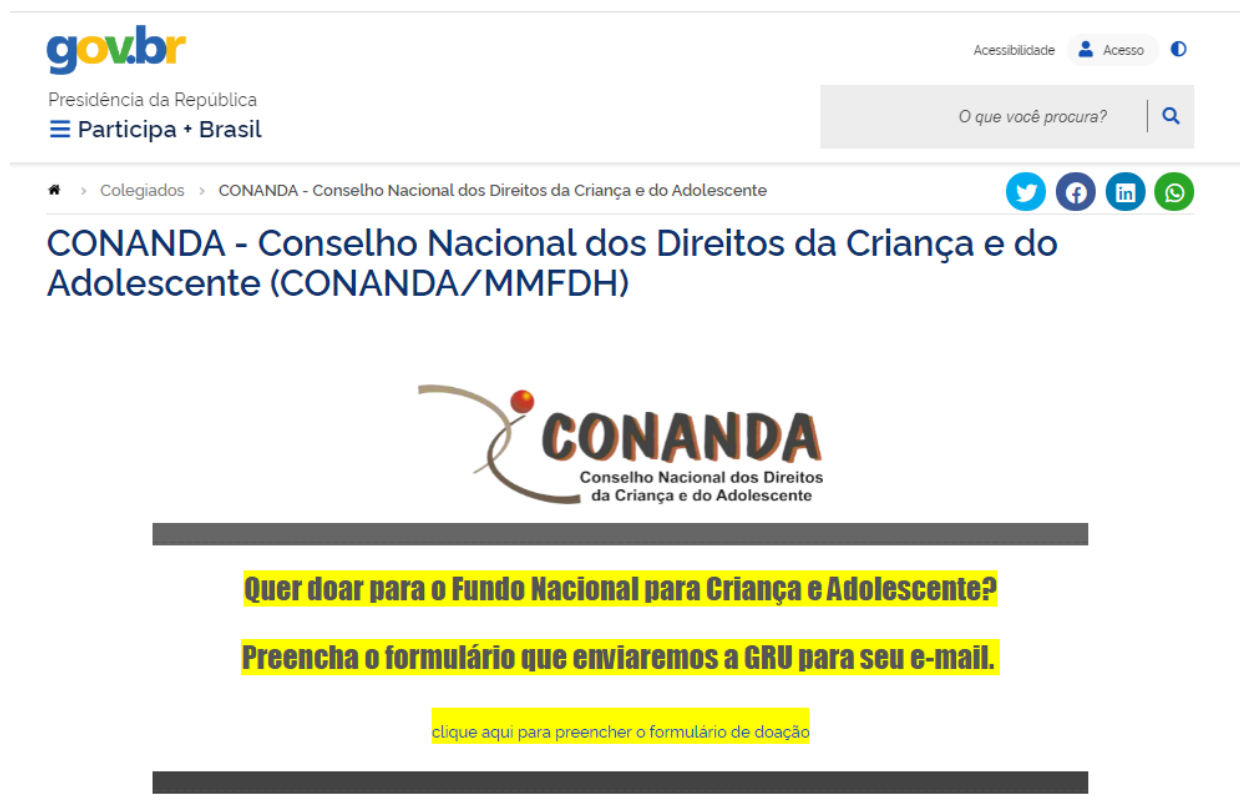 gov.br
Acessibilidade
Acesso
Presidência da República
Participa + Brasil
O que você procura?
Colegiados > CONANDA - Conselho Nacional dos Direitos da Criança e do Adolescente
CONANDA - Conselho Nacional dos Direitos da Criança e do
Adolescente (CONANDA/MMFDH)
CONANDA
Conselho Nacional dos Direitos
da Criança e do Adolescente
Quer doar para o Fundo Nacional para Criança e Adolescente?
Preencha o formulário que enviaremos a GRU para seu e-mail.
clique aqui para preencher o formulário de doação